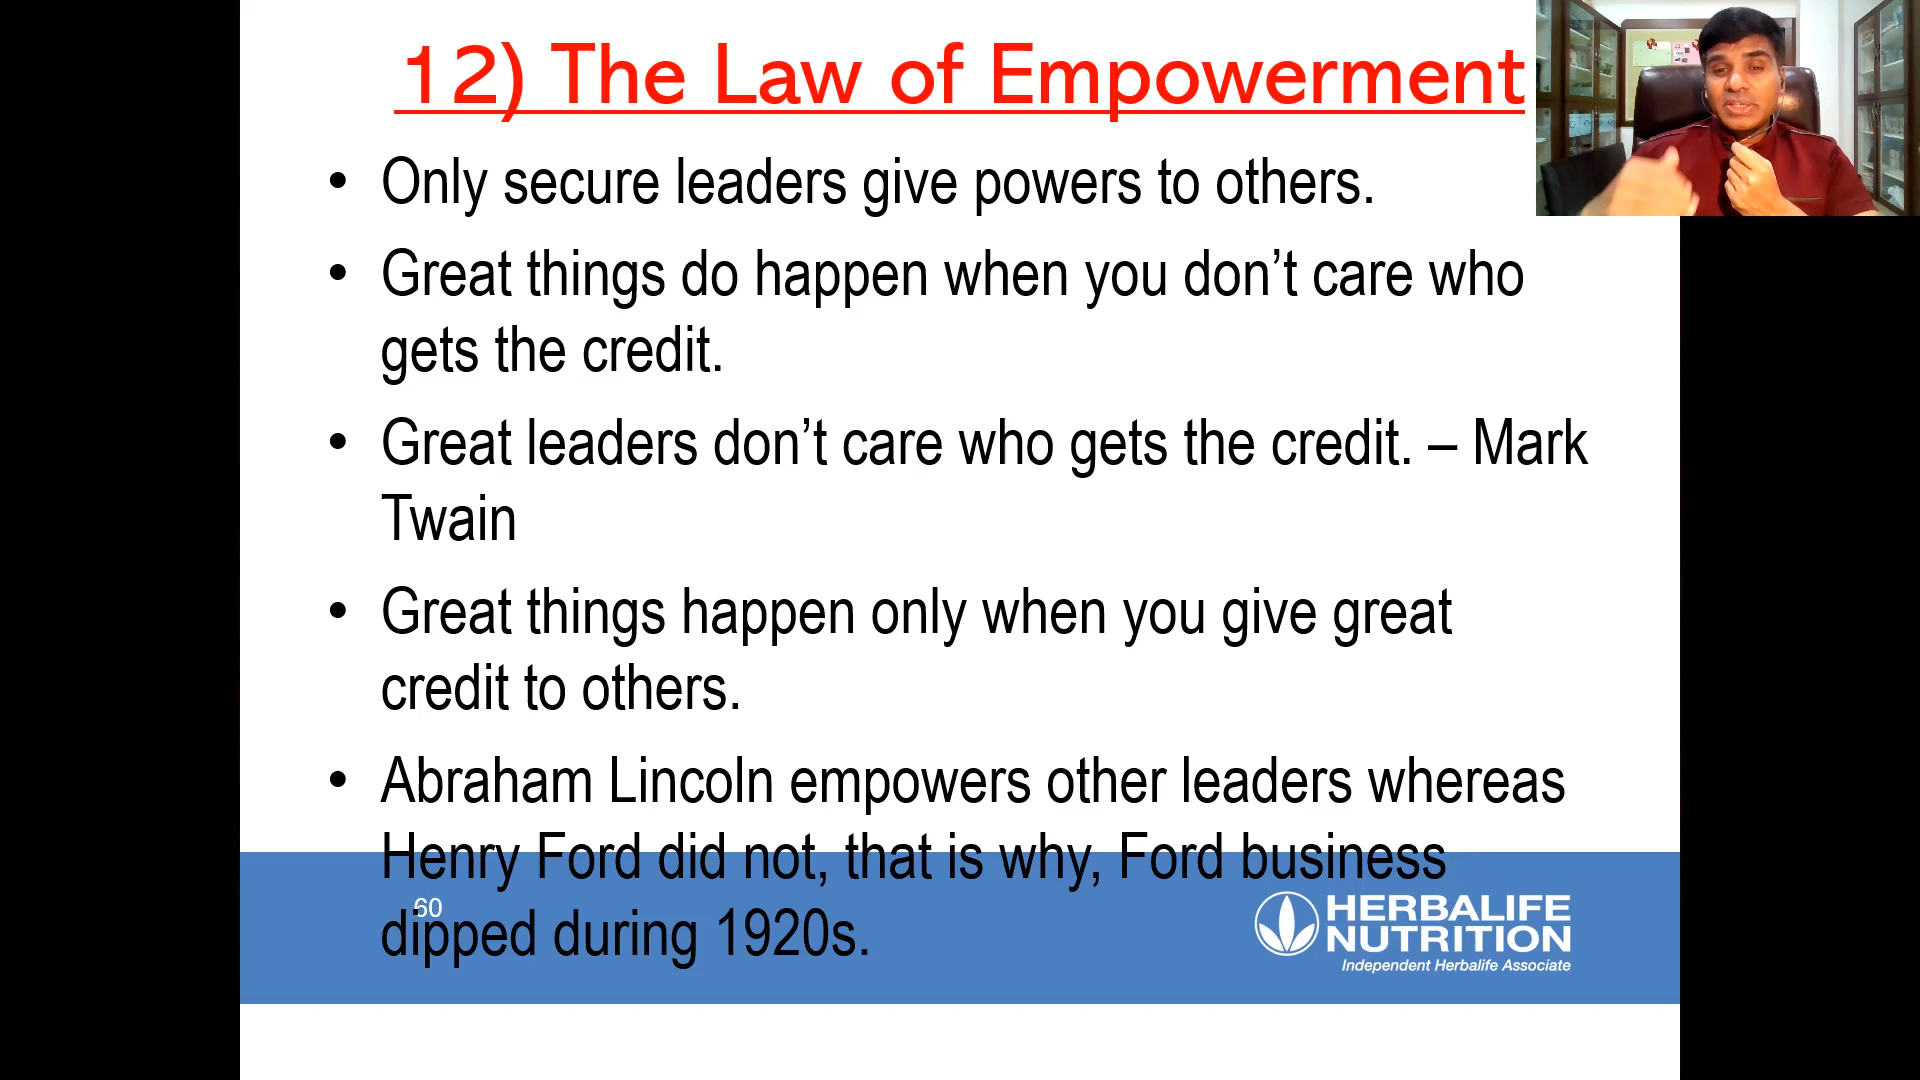 12) The Law of Empowerment
• Only secure leaders give powers to others.
• Great things do happen when you don’t care who
gets the credit.
• Great leaders don’t care who gets the credit. – Mark
Twain
• Great things happen only when you give great
credit to others.
• Abraham Lincoln empowers other leaders whereas
Henry Ford did not, that is why, Ford business
dipped during 1920s.
60
HERBALIFE
NUTRITION
Independent Herbalife Associate